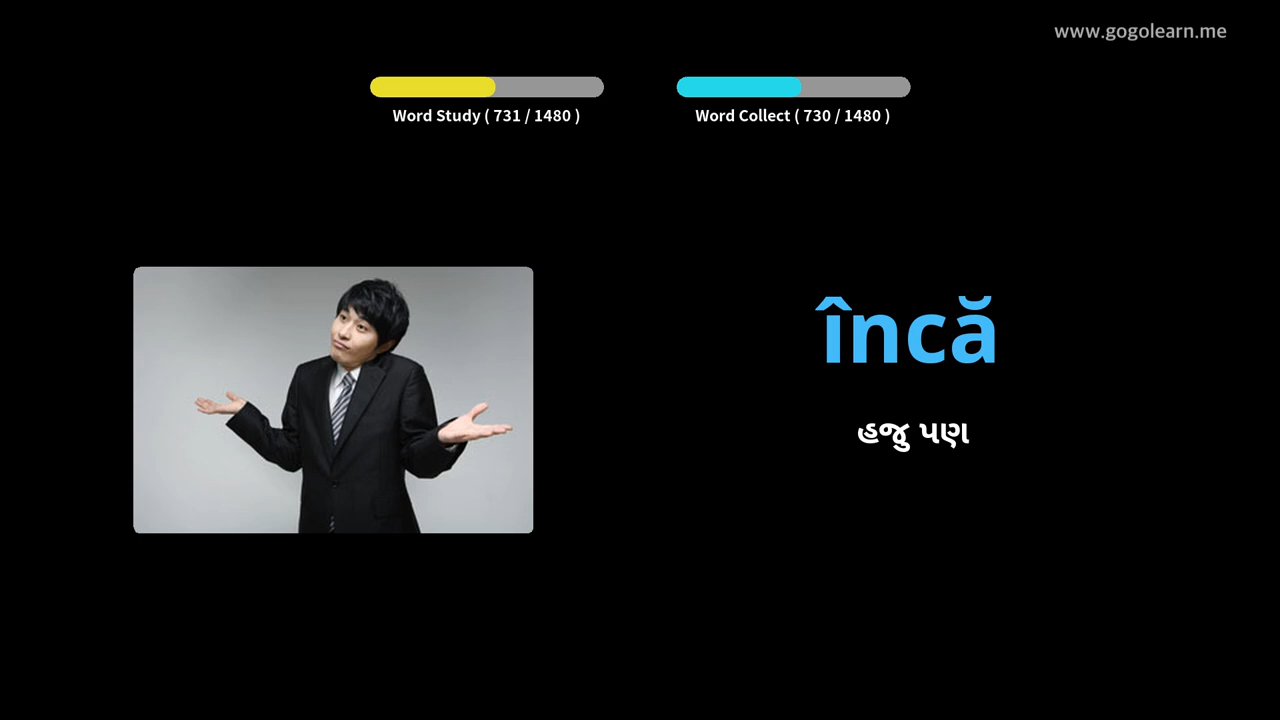 www.gogolearn.me
Word Study ( 731 / 1480 )
Word Collect ( 730 / 1480 )
încă
હજુ પણ